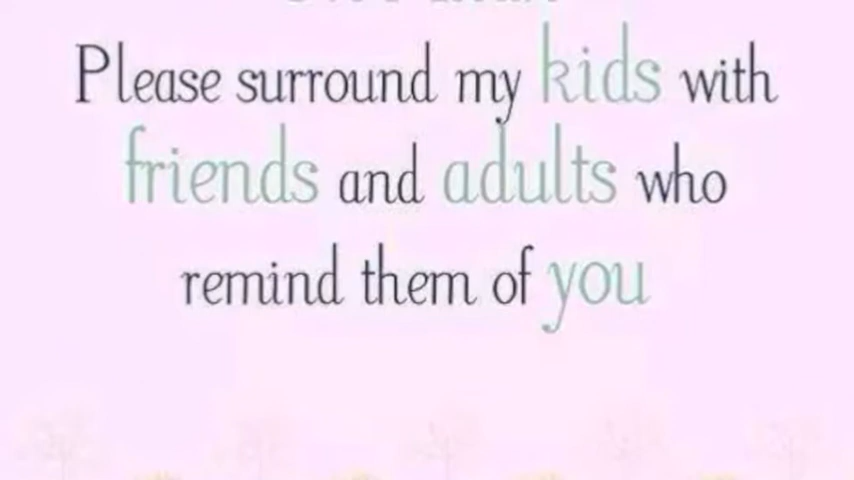 Please surround my kids with
friends and adults who
remind them of you